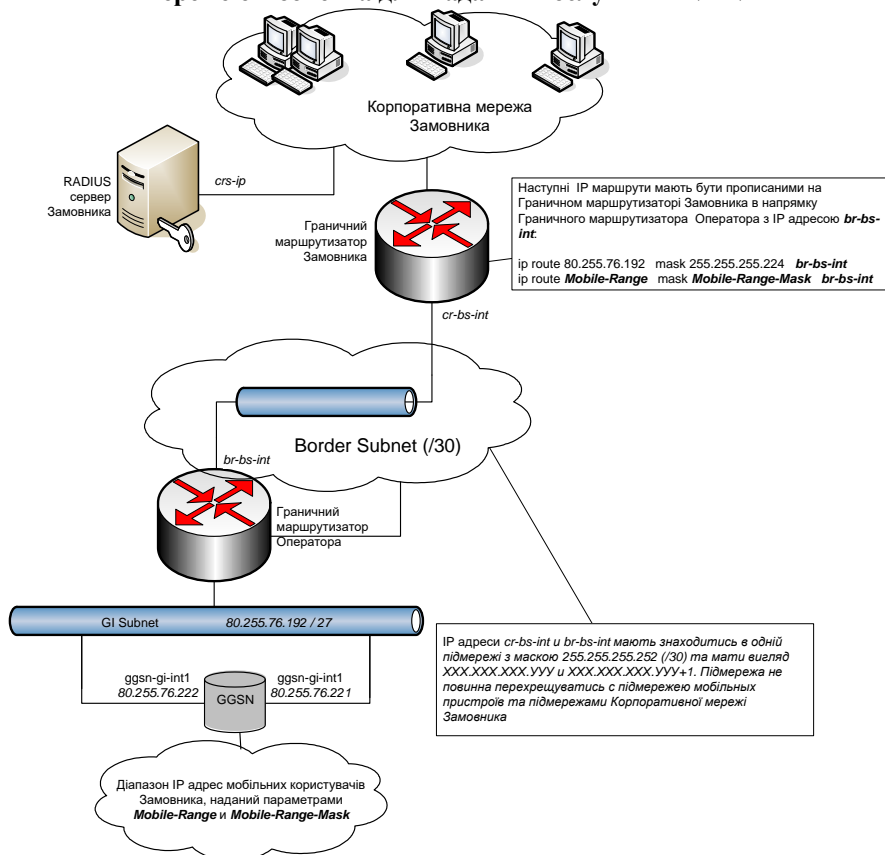 Корпоративна мережа
Замовника
RADIUS
сервер
Замовника
crs-ip
Граничний
маршрутизатор
Замовника
Наступні IP маршрути мають бути прописаними на
Граничном маршрутизаторі Замовника в напрямку
Граничного маршрутизатора Оператора з IP адресою br-bs-
int:
ip route 80.255.76.192 mask 255.255.255.224 br-bs-int
ip route Mobile-Range mask Mobile-Range-Mask br-bs-int
cr-bs-int
Border Subnet (/30)
br-bs-int
Граничний
маршрутизатор
Оператора
GI Subnet 80.255.76.192 / 27
ggsn-gi-int1
80.255.76.222
GGSN
ggsn-gi-int1
80.255.76.221
IP адреси cr-bs-int и br-bs-int мають знаходитись в одній
підмережі з маскою 255.255.255.252 (/30) та мати вигляд
XXX.XXX.XXX.YYY и XXX.XXX.XXX.YYY+1. Підмережа не
повинна перехрещуватись с підмережею мобільних
пристроїв та підмережами Корпоративної мережі
Замовника
Діапазон IP адрес мобільних користувачів
Замовника, наданий параметрами
Mobile-Range и Mobile-Range-Mask